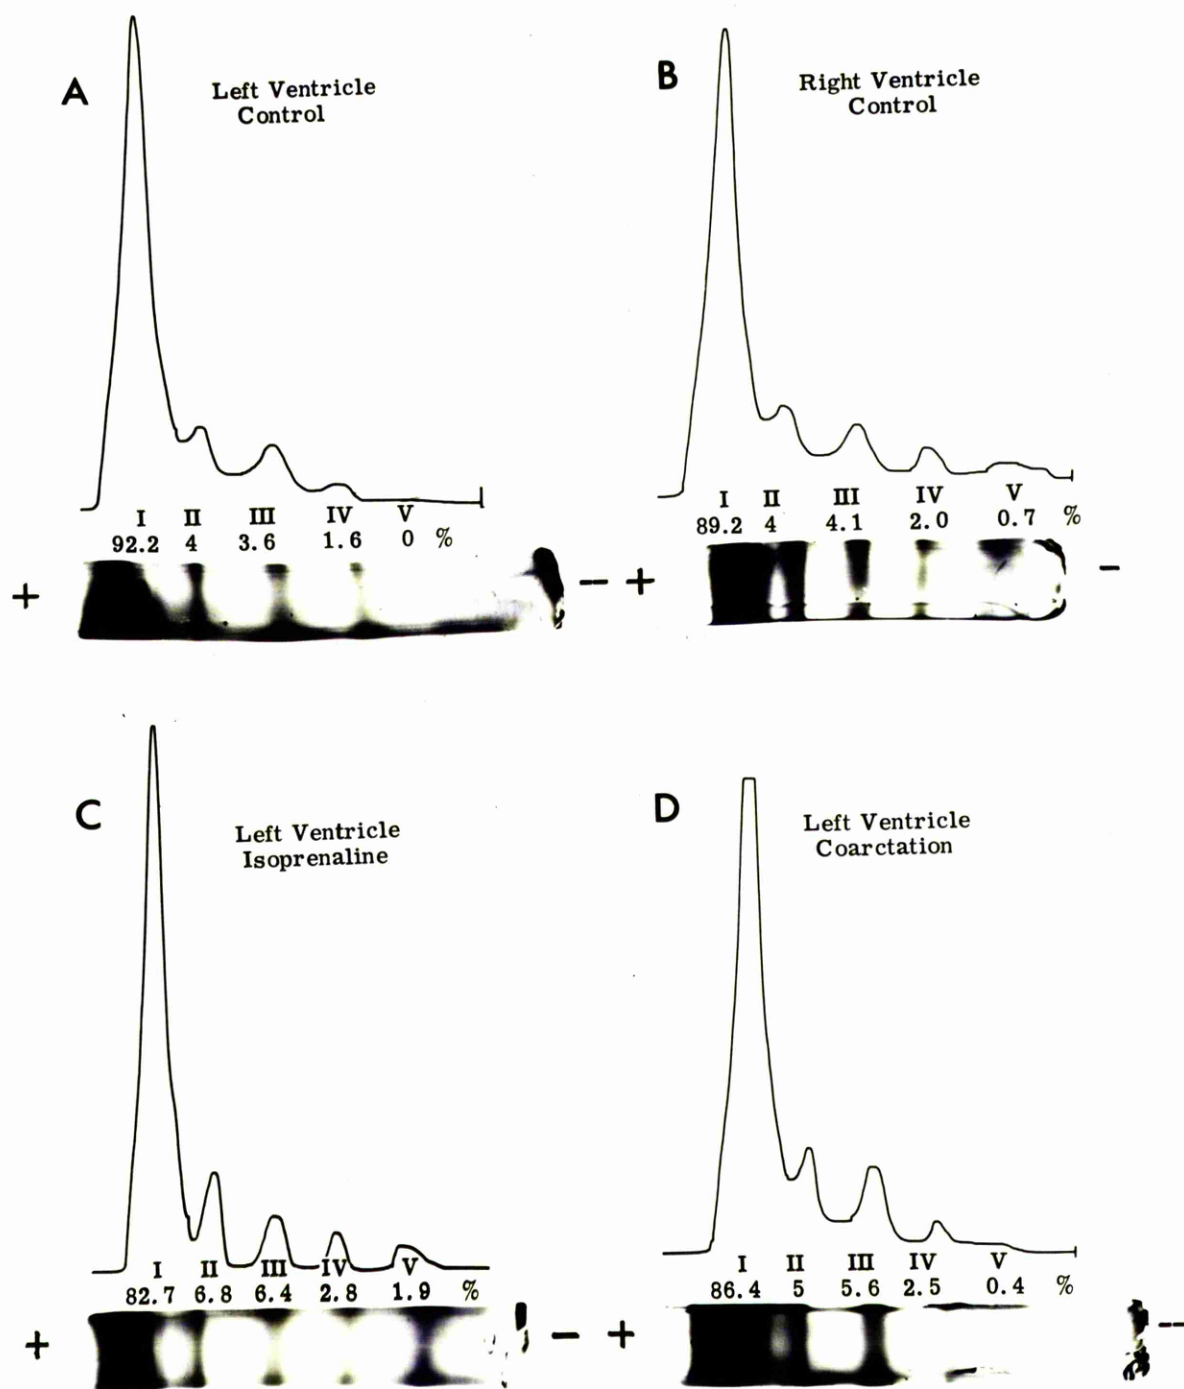 A
Left Ventricle
Control
I II III IV V
92.2 4 3.6 1.6 0 %
+ −
B
Right Ventricle
Control
I II III IV V
89.2 4 4.1 2.0 0.7 %
+ -
C
Left Ventricle
Isoprenaline
I II III IV V
82.7 6.8 6.4 2.8 1.9 %
+ −
D
Left Ventricle
Coarctation
I II III IV V
86.4 5 5.6 2.5 0.4 %
+ --